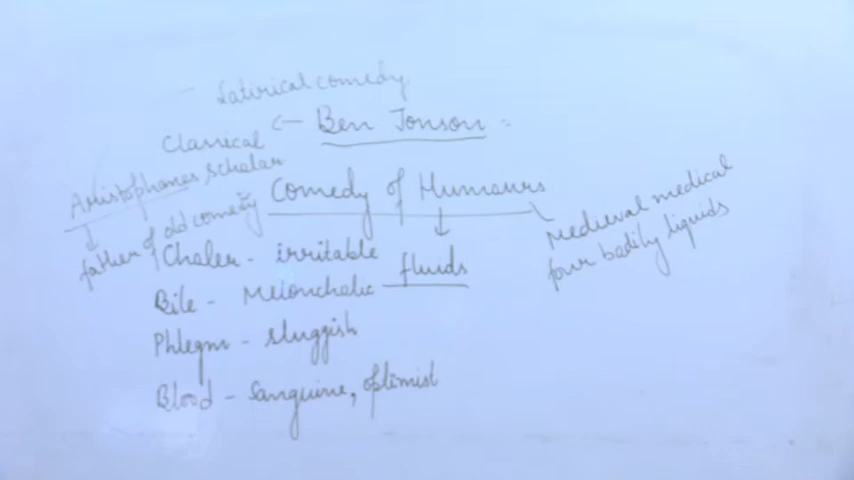 Satirical comedy
Ben Jonson
Classical
scholar
Aristophanes
father of old comedy
Comedy of Humours
fluids
Medieval medical
four bodily liquids
Choler - irritable
Bile - Meloncholic
Phlegm - sluggish
Blood - sanguine, optimist